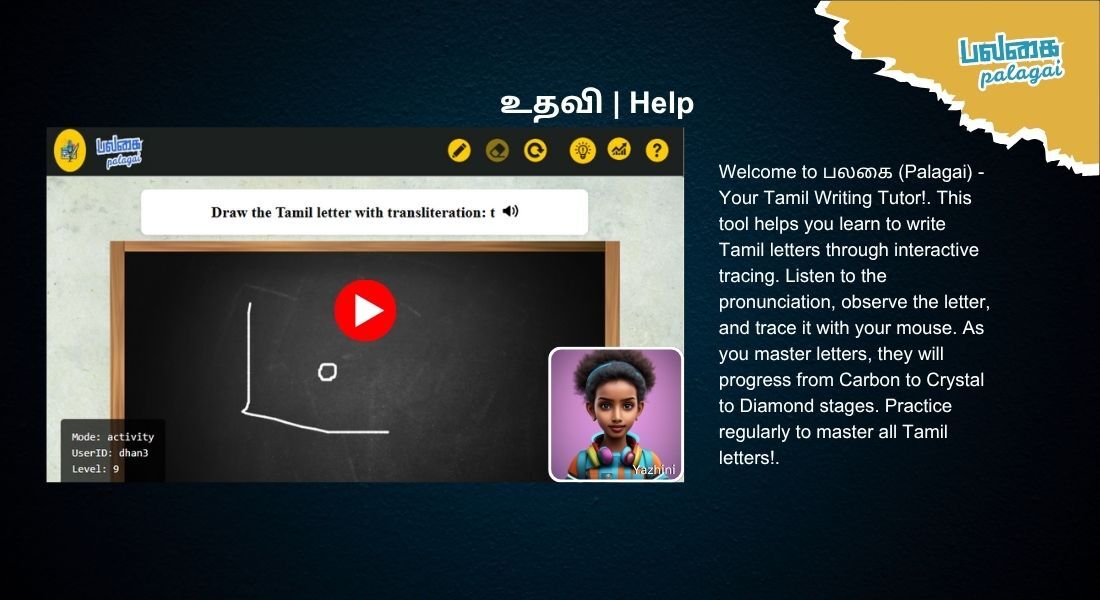 பலகை
palagai
உதவி | Help
பலகை
palagai
Draw the Tamil letter with transliteration: t
?
Mode: activity
UserID: dhan3
Level: 9
Yazhini
Welcome to பலகை (Palagai) -
Your Tamil Writing Tutor!. This
tool helps you learn to write
Tamil letters through interactive
tracing. Listen to the
pronunciation, observe the letter,
and trace it with your mouse. As
you master letters, they will
progress from Carbon to Crystal
to Diamond stages. Practice
regularly to master all Tamil
letters!.